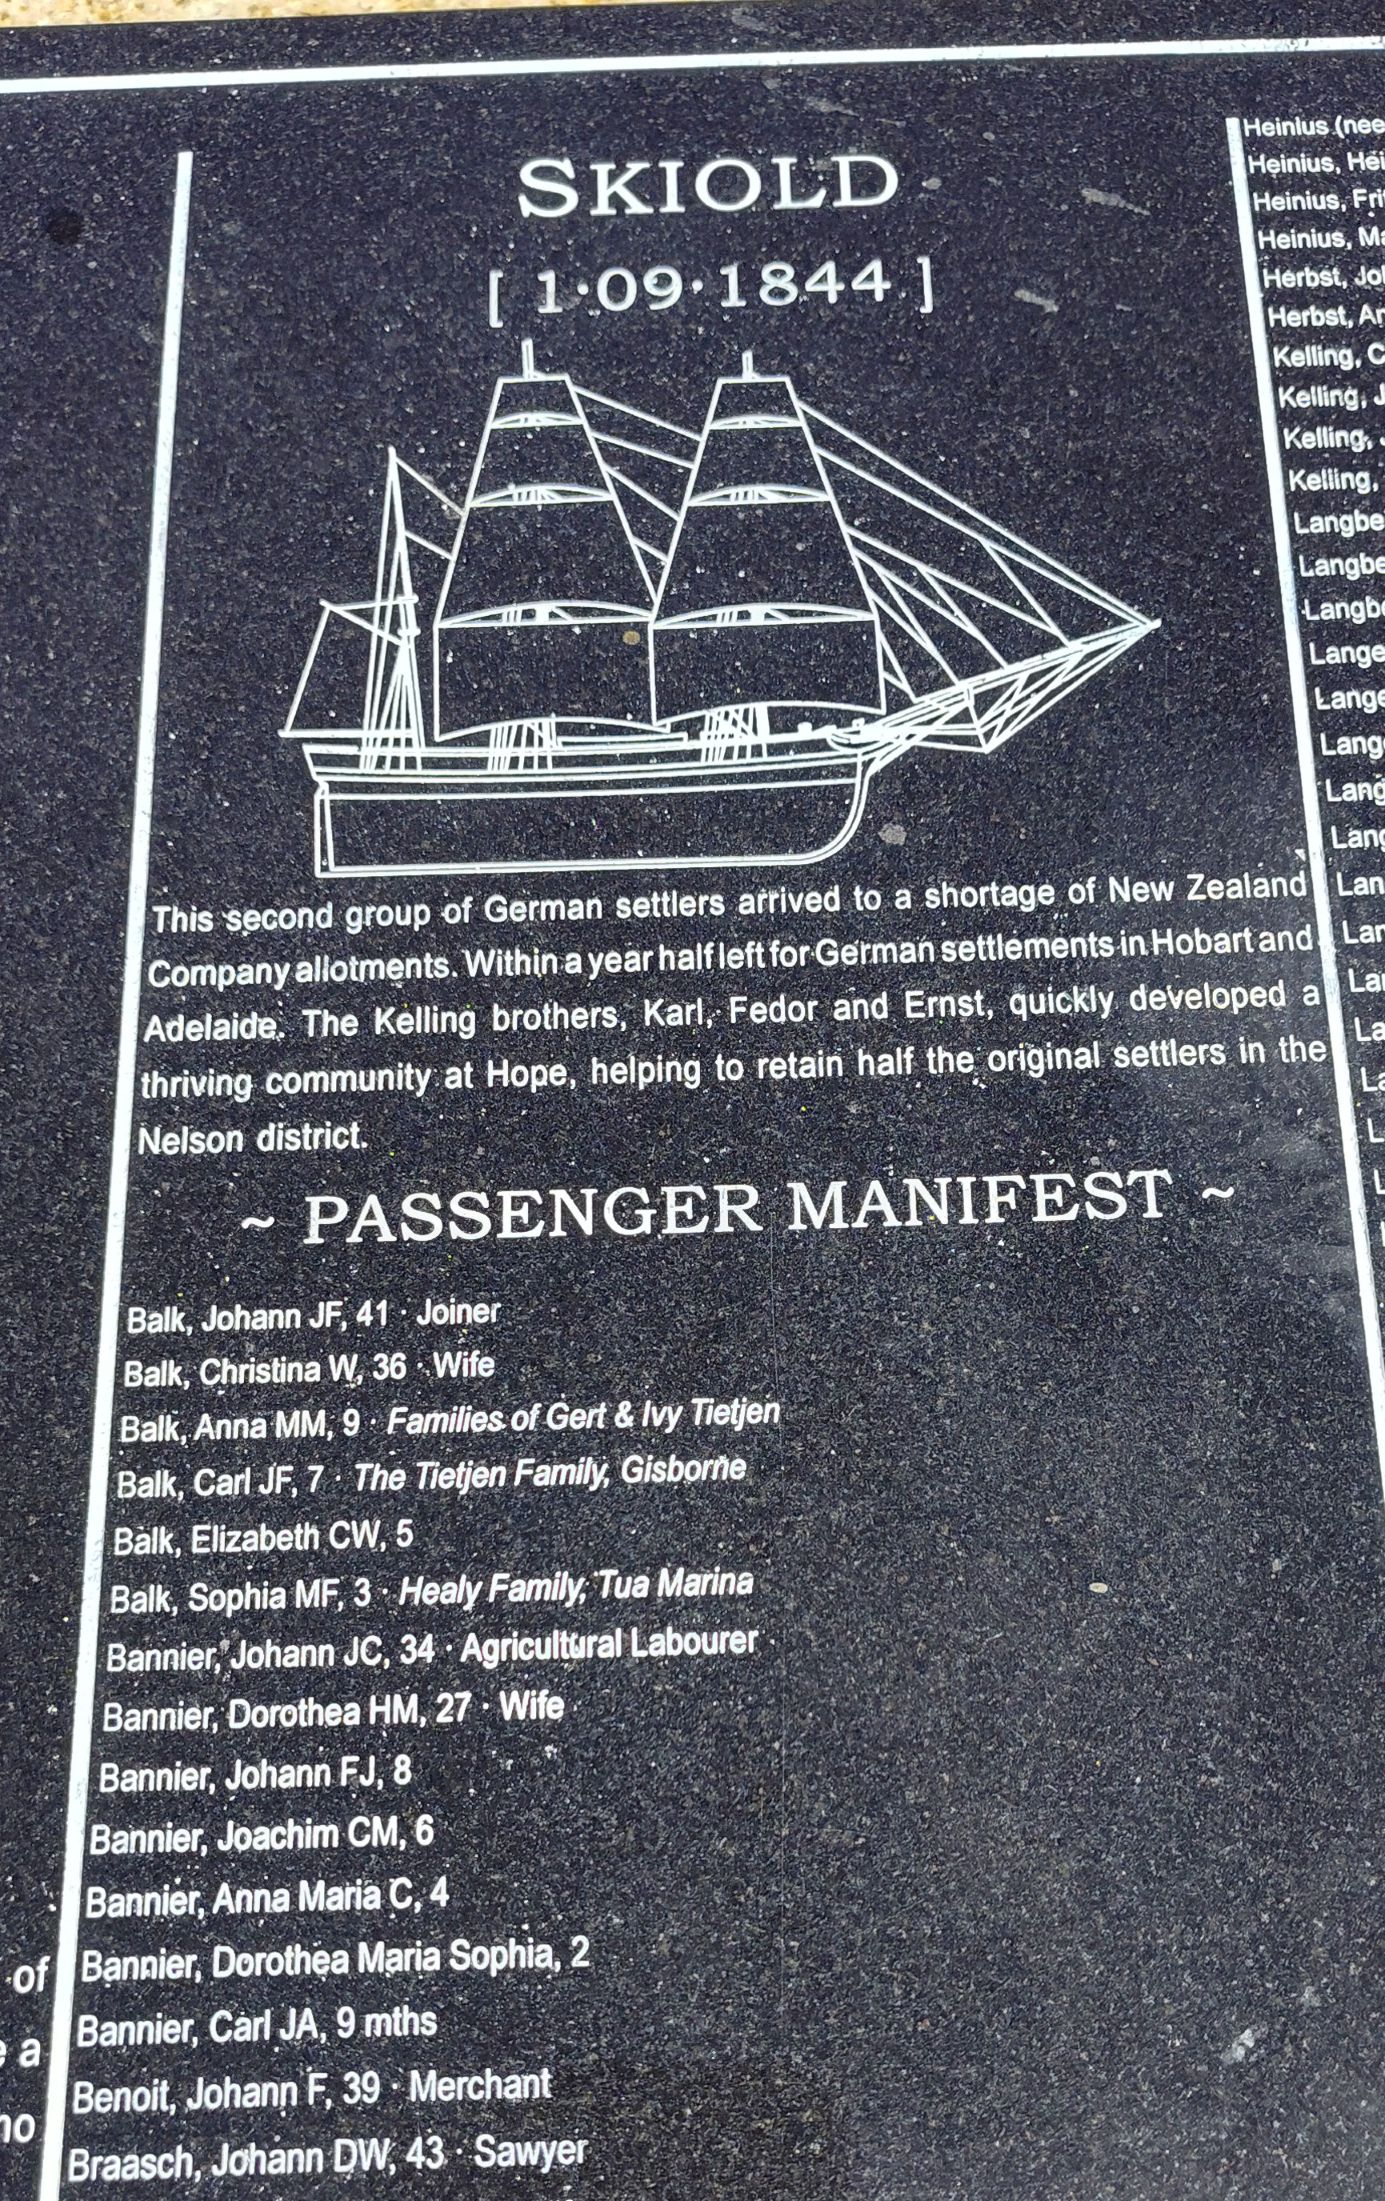 SKIOLD
[ 1·09·1844 ]
This second group of German settlers arrived to a shortage of New Zealand
Company allotments. Within a year half left for German settlements in Hobart and
Adelaide. The Kelling brothers, Karl, Fedor and Ernst, quickly developed a
thriving community at Hope, helping to retain half the original settlers in the
Nelson district.
~ PASSENGER MANIFEST ~
Balk, Johann JF, 41 · Joiner
Balk, Christina W, 36 · Wife
Balk, Anna MM, 9 · Families of Gert & Ivy Tietjen
Balk, Carl JF, 7 · The Tietjen Family, Gisborne
Balk, Elizabeth CW, 5
Balk, Sophia MF, 3 · Healy Family, Tua Marina
Bannier, Johann JC, 34 · Agricultural Labourer
Bannier, Dorothea HM, 27 · Wife
Bannier, Johann FJ, 8
Bannier, Joachim CM, 6
Bannier, Anna Maria C, 4
Bannier, Dorothea Maria Sophia, 2
Bannier, Carl JA, 9 mths
Benoit, Johann F, 39 · Merchant
Braasch, Johann DW, 43 · Sawyer
of
a
Heinius (nee
Heinius,
Heinius,
Heinius,
Herbst,
Herbst,
Kelling, C
Kelling, J
Kelling,
Kelling,